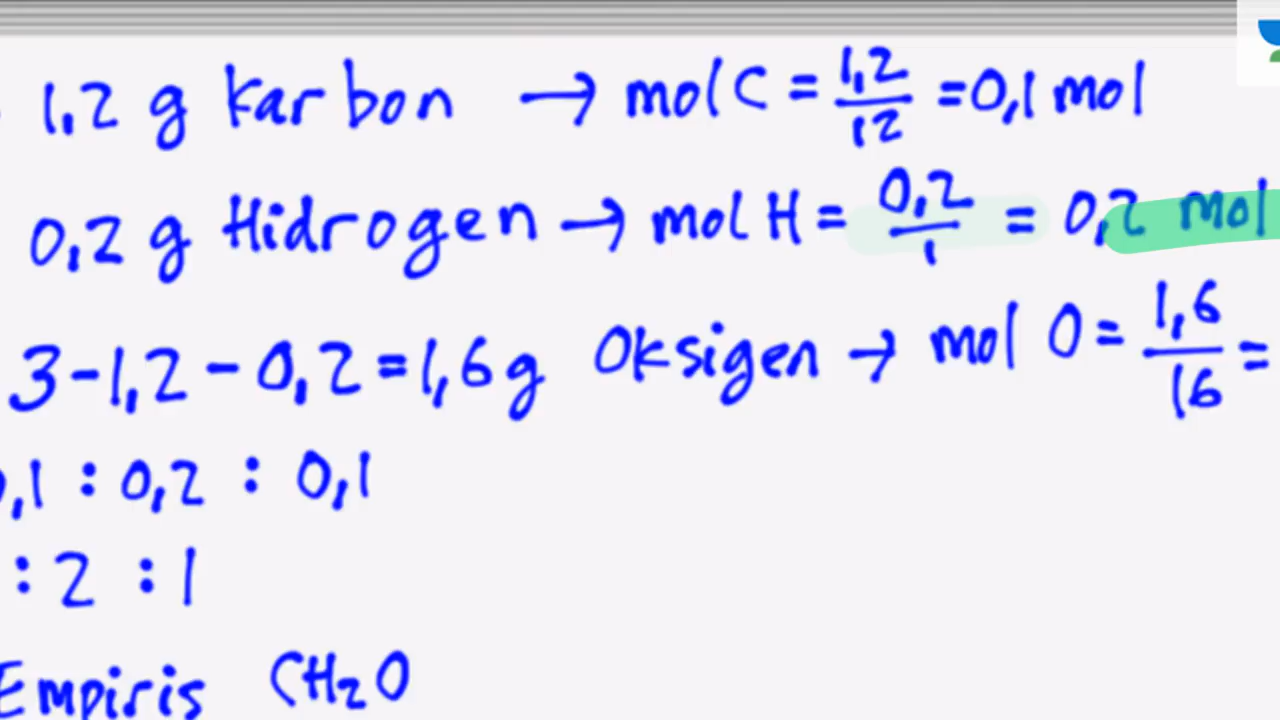 1,2 g karbon → mol C = 1,2/12 = 0,1 mol
0,2 g Hidrogen → mol H = 0,2/1 = 0,2 mol
3 - 1,2 - 0,2 = 1,6 g Oksigen → mol O = 1,6/16 =
0,1 : 0,2 : 0,1
: 2 : 1
Empiris CH₂O